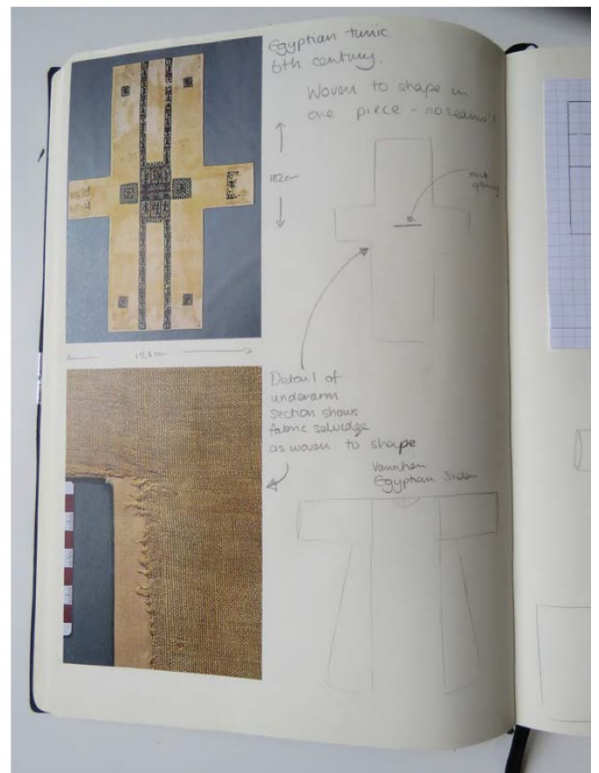 Egyptian tunic
6th century.
Woven to shape in
one piece - no seams!
182cm
neck
opening
Detail of
underarm
section shows
fabric selvedge
as woven to shape
Egyptian